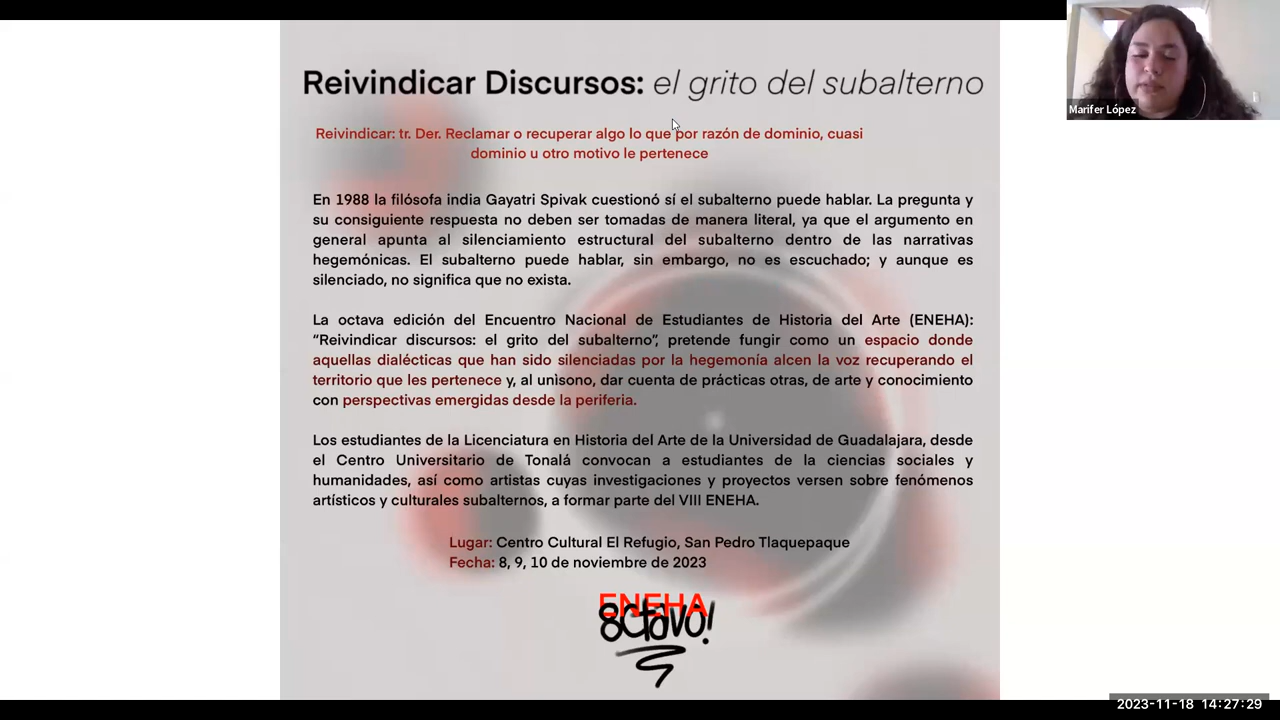 Reivindicar Discursos: el grito del subalterno
Reivindicar: tr. Der. Reclamar o recuperar algo lo que por razón de dominio, cuasi
dominio u otro motivo le pertenece
En 1988 la filósofa india Gayatri Spivak cuestionó sí el subalterno puede hablar. La pregunta y
su consiguiente respuesta no deben ser tomadas de manera literal, ya que el argumento en
general apunta al silenciamiento estructural del subalterno dentro de las narrativas
hegemónicas. El subalterno puede hablar, sin embargo, no es escuchado; y aunque es
silenciado, no significa que no exista.
La octava edición del Encuentro Nacional de Estudiantes de Historia del Arte (ENEHA):
“Reivindicar discursos: el grito del subalterno”, pretende fungir como un espacio donde
aquellas dialécticas que han sido silenciadas por la hegemonía alcen la voz recuperando el
territorio que les pertenece y, al unìsono, dar cuenta de prácticas otras, de arte y conocimiento
con perspectivas emergidas desde la periferia.
Los estudiantes de la Licenciatura en Historia del Arte de la Universidad de Guadalajara, desde
el Centro Universitario de Tonalá convocan a estudiantes de la ciencias sociales y
humanidades, así como artistas cuyas investigaciones y proyectos versen sobre fenómenos
artísticos y culturales subalternos, a formar parte del VIII ENEHA.
Lugar: Centro Cultural El Refugio, San Pedro Tlaquepaque
Fecha: 8, 9, 10 de noviembre de 2023
ENEHA
8ctavo!
Marifer López
2023-11-18 14:27:29